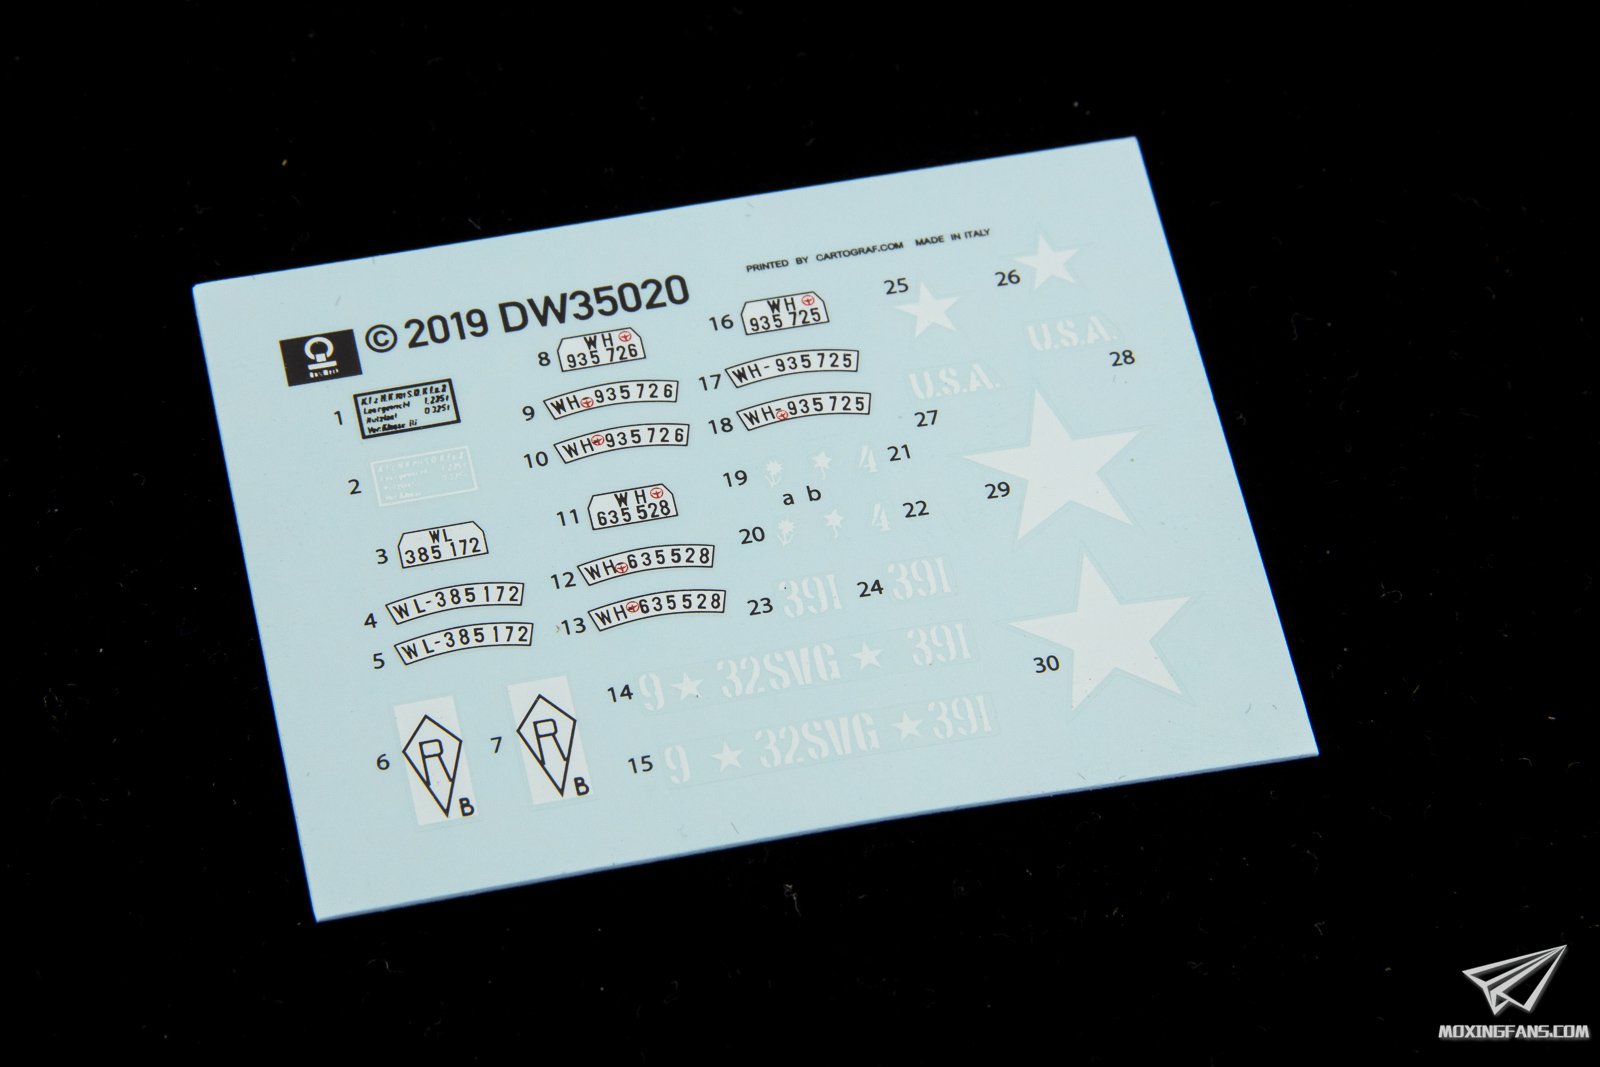 © 2019 DW35020
PRINTED BY CARTOGRAF.COM MADE IN ITALY
1
Leergewicht
Nutzlast
2
3
WL
385 172
4
WL-385172
5
WL-385172
6
R
B
7
R
B
8
WH
935 726
9
WH 935726
10
WH 935726
11
WH
635 528
12
WH 635528
13
WH 635528
14
9 ★ 32SVG ★ 391
15
9 ★ 32SVG ★ 391
16
WH
935 725
17
WH-935725
18
WH-935725
19
a b
4
21
20
4
22
23
391
24
391
25
26
U.S.A.
28
U.S.A.
27
29
30
MOXINGFANS.COM